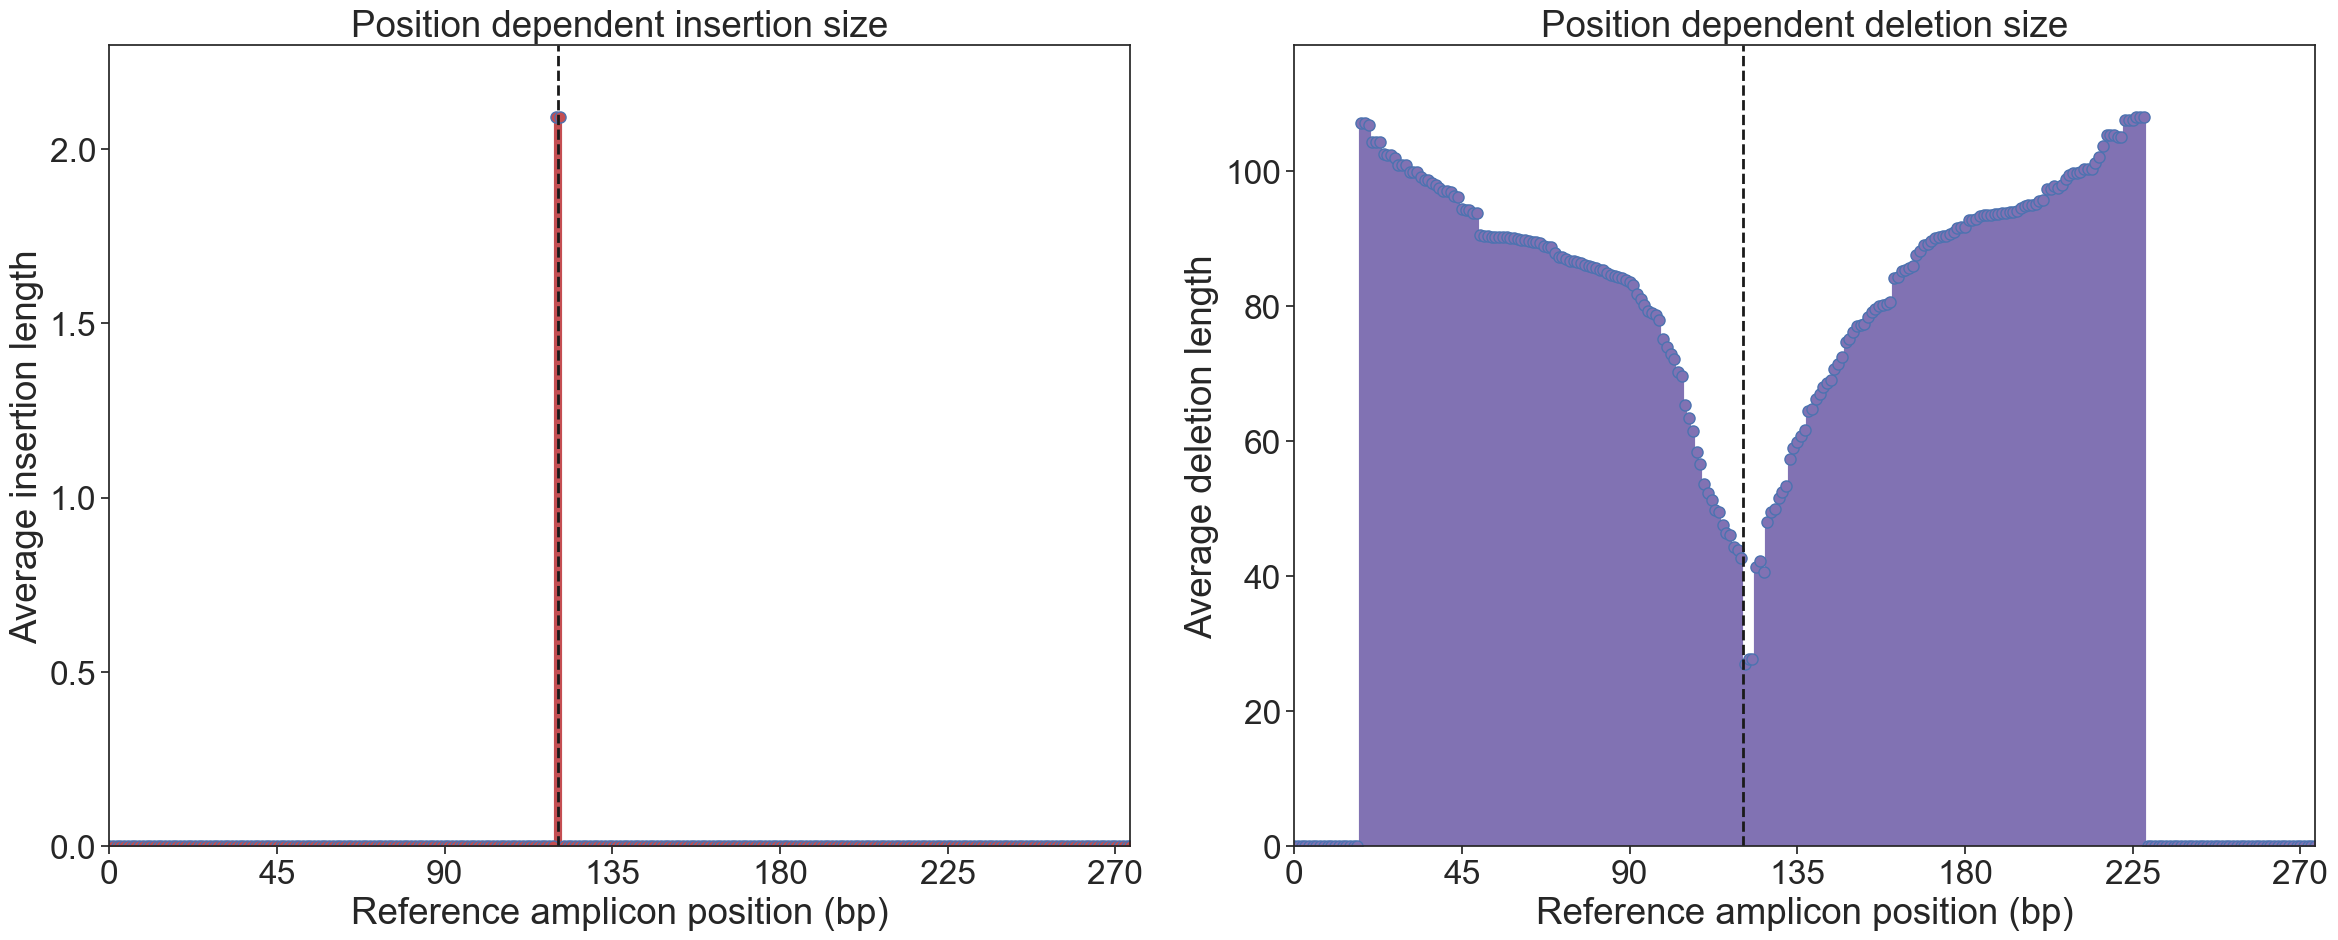 Position dependent insertion size
Average insertion length
2.0
1.5
1.0
0.5
0.0
0 45 90 135 180 225 270
Reference amplicon position (bp)
Position dependent deletion size
Average deletion length
100
80
60
40
20
0
0 45 90 135 180 225 270
Reference amplicon position (bp)